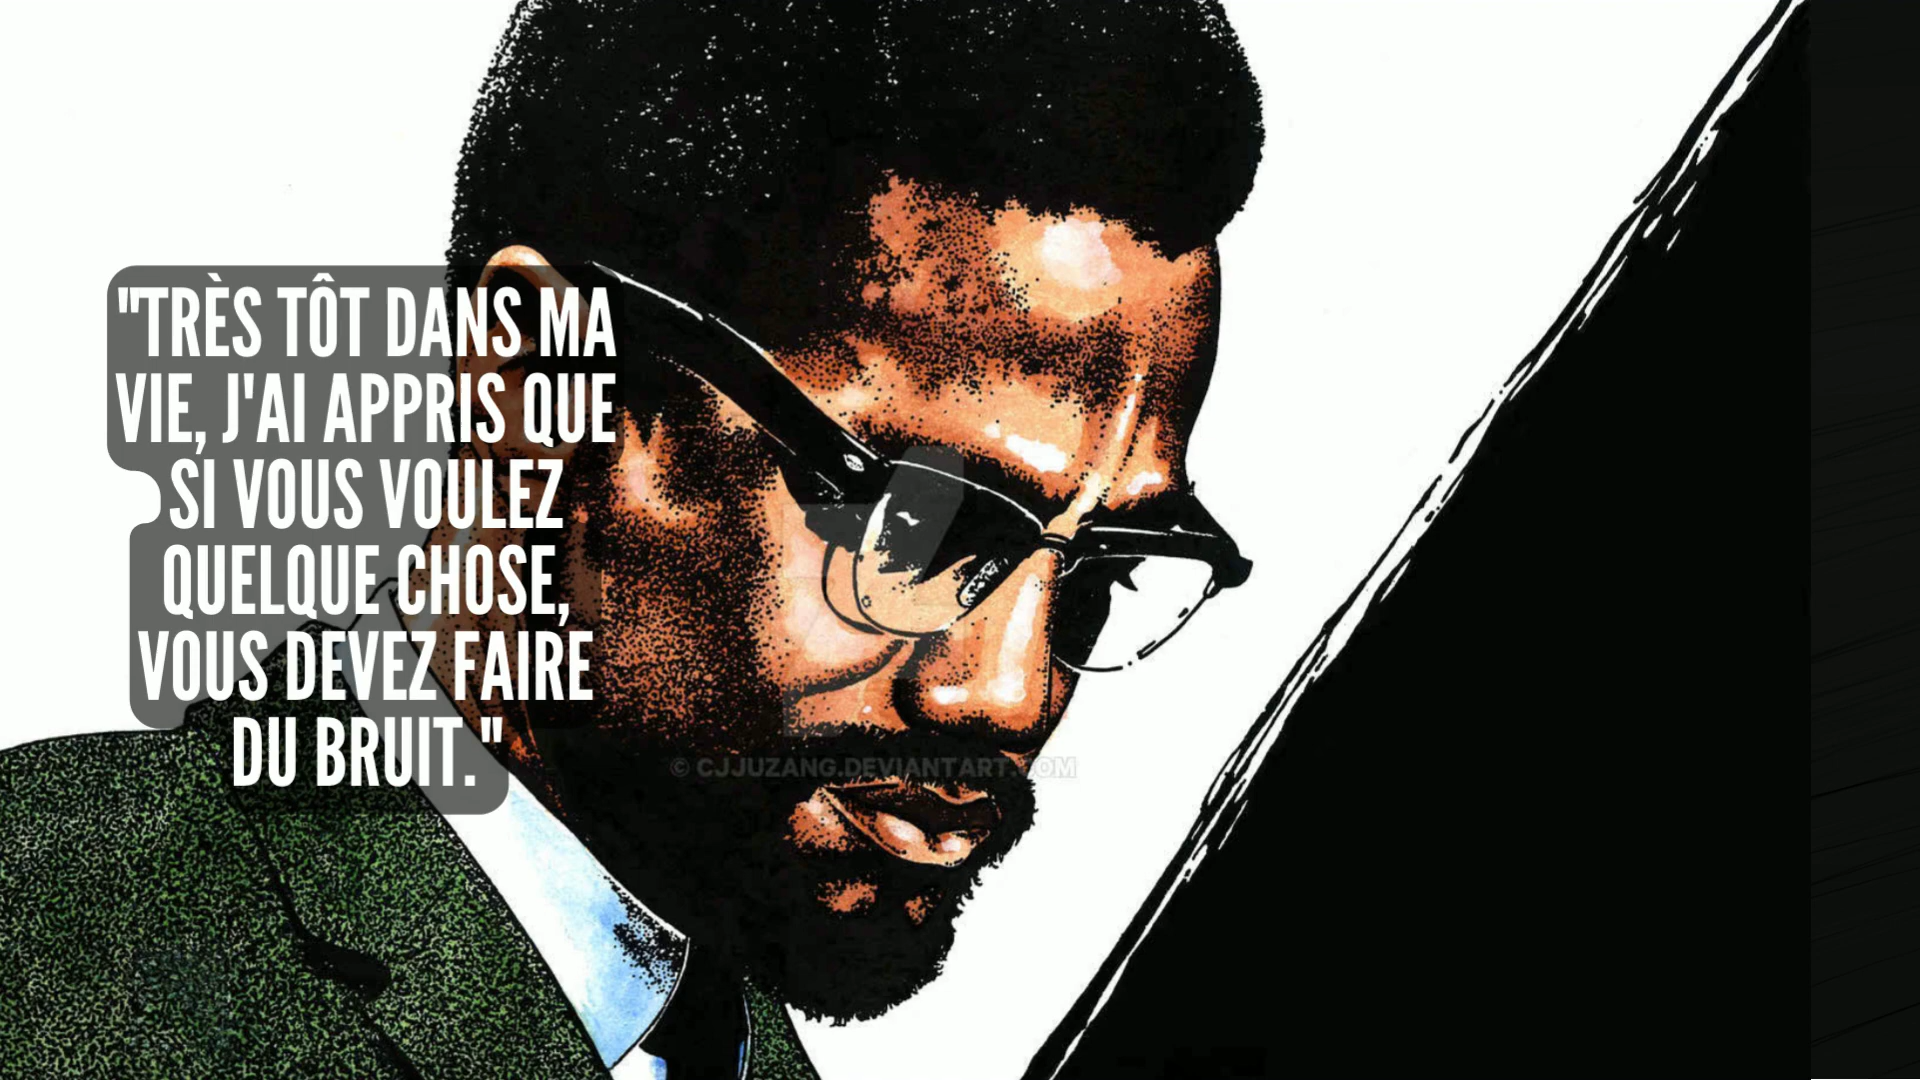 "TRÈS TÔT DANS MA
VIE, J'AI APPRIS QUE
SI VOUS VOULEZ
QUELQUE CHOSE,
VOUS DEVEZ FAIRE
DU BRUIT."
© CJJUZANG.DEVIANTART.COM